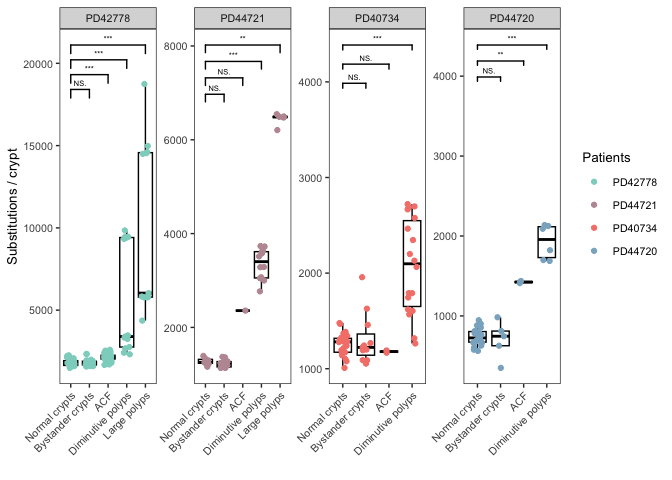 PD42778
PD44721
PD40734
PD44720
Substitutions / crypt
20000
15000
10000
5000
***
***
***
NS.
8000
6000
4000
2000
**
***
NS.
NS.
4000
3000
2000
1000
***
NS.
NS.
4000
3000
2000
1000
***
**
NS.
Normal crypts
Bystander crypts
ACF
Diminutive polyps
Large polyps
Normal crypts
Bystander crypts
ACF
Diminutive polyps
Large polyps
Normal crypts
Bystander crypts
ACF
Diminutive polyps
Normal crypts
Bystander crypts
ACF
Diminutive polyps
Patients
PD42778
PD44721
PD40734
PD44720